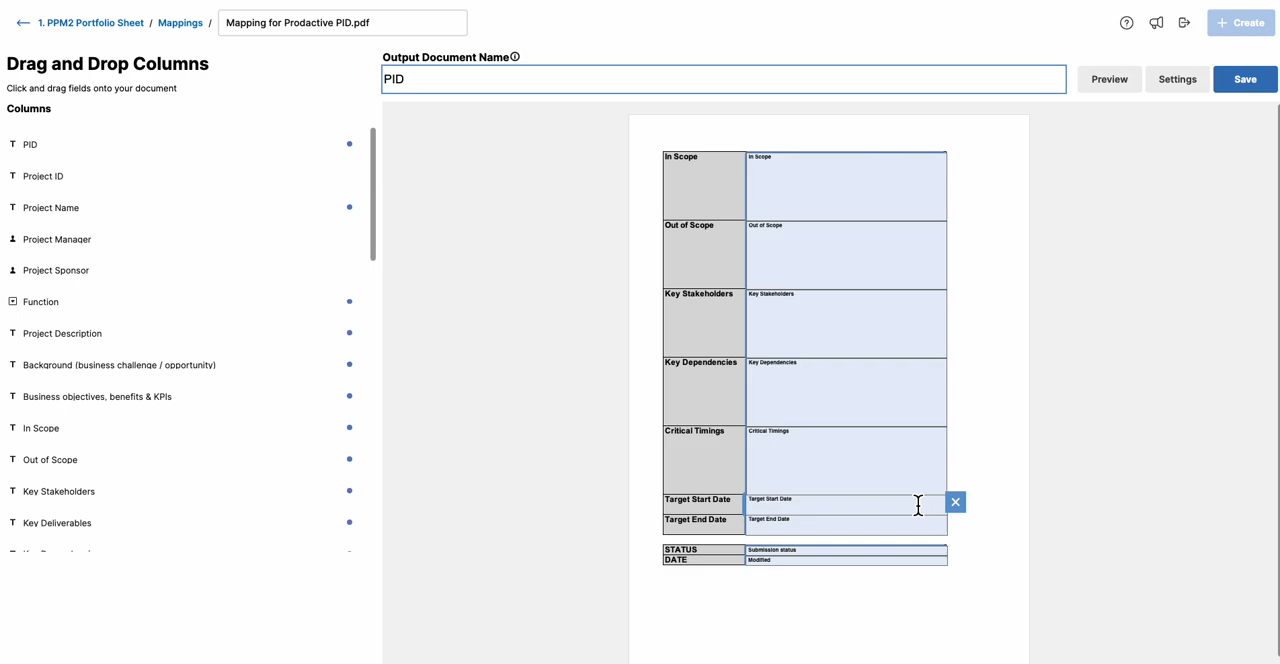 ← 1. PPM2 Portfolio Sheet / Mappings / Mapping for Prodactive PID.pdf
+ Create
Drag and Drop Columns
Click and drag fields onto your document
Columns
PID
Project ID
Project Name
Project Manager
Project Sponsor
Function
Project Description
Background (business challenge / opportunity)
Business objectives, benefits & KPIs
In Scope
Out of Scope
Key Stakeholders
Key Deliverables
Output Document Name
PID
Preview
Settings
Save
In Scope In Scope
Out of Scope Out of Scope
Key Stakeholders Key Stakeholders
Key Dependencies Key Dependencies
Critical Timings Critical Timings
Target Start Date Target Start Date
Target End Date Target End Date
STATUS Submission status
DATE Modified